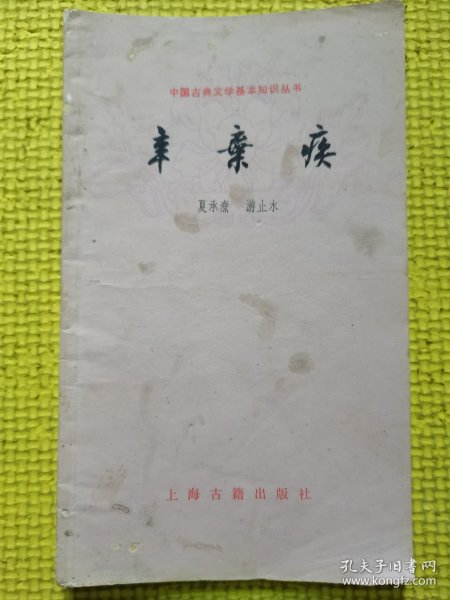 中国古典文学基本知识丛书
辛棄疾
夏承焘 游止水
上海古籍出版社
孔夫子旧书网
www.kongfz.com